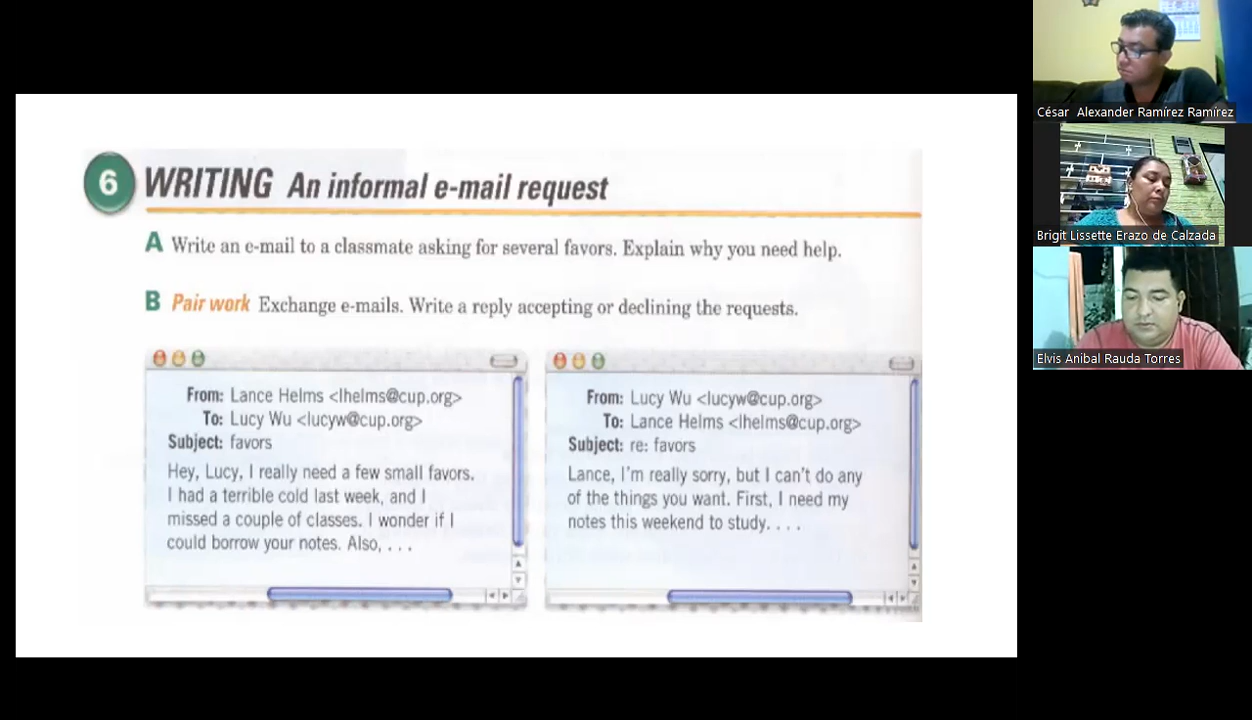 6 WRITING An informal e-mail request
A Write an e-mail to a classmate asking for several favors. Explain why you need help.
B Pair work Exchange e-mails. Write a reply accepting or declining the requests.
From: Lance Helms <lhelms@cup.org>
To: Lucy Wu <lucyw@cup.org>
Subject: favors
Hey, Lucy, I really need a few small favors.
I had a terrible cold last week, and I
missed a couple of classes. I wonder if I
could borrow your notes. Also, . . .
From: Lucy Wu <lucyw@cup.org>
To: Lance Helms <lhelms@cup.org>
Subject: re: favors
Lance, I'm really sorry, but I can't do any
of the things you want. First, I need my
notes this weekend to study. . . .
César Alexander Ramírez Ramírez
Brigit Lissette Erazo de Calzada
Elvis Anibal Rauda Torres